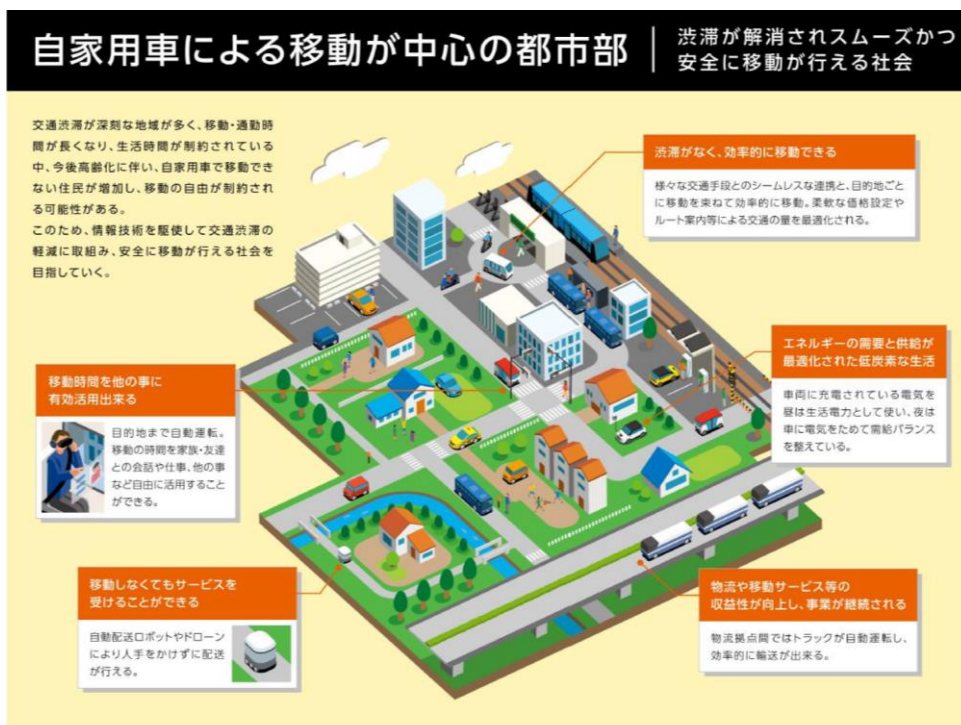 自家用車による移動が中心の都市部
渋滞が解消されスムーズかつ
安全に移動が行える社会
交通渋滞が深刻な地域が多く、移動・通勤時
間が長くなり、生活時間が制約されている
中、今後高齢化に伴い、自家用車で移動でき
ない住民が増加し、移動の自由が制約され
る可能性がある。
このため、情報技術を駆使して交通渋滞の
軽減に取組み、安全に移動が行える社会を
目指していく。
渋滞がなく、効率的に移動できる
様々な交通手段とのシームレスな連携と、目的地ごと
に移動を束ねて効率的に移動。柔軟な価格設定や
ルート案内等による交通の量を最適化される。
エネルギーの需要と供給が
最適化された低炭素な生活
車両に充電されている電気を
昼は生活電力として使い、夜は
車に電気をためて需給バランス
を整えている。
移動時間を他の事に
有効活用出来る
目的地まで自動運転。
移動の時間を家族・友達
との会話や仕事、他の事
など自由に活用すること
ができる。
移動しなくてもサービスを
受けることができる
自動配送ロボットやドローン
により人手をかけずに配送
が行える。
物流や移動サービス等の
収益性が向上し、事業が継続される
物流拠点間ではトラックが自動運転し、
効率的に輸送が出来る。